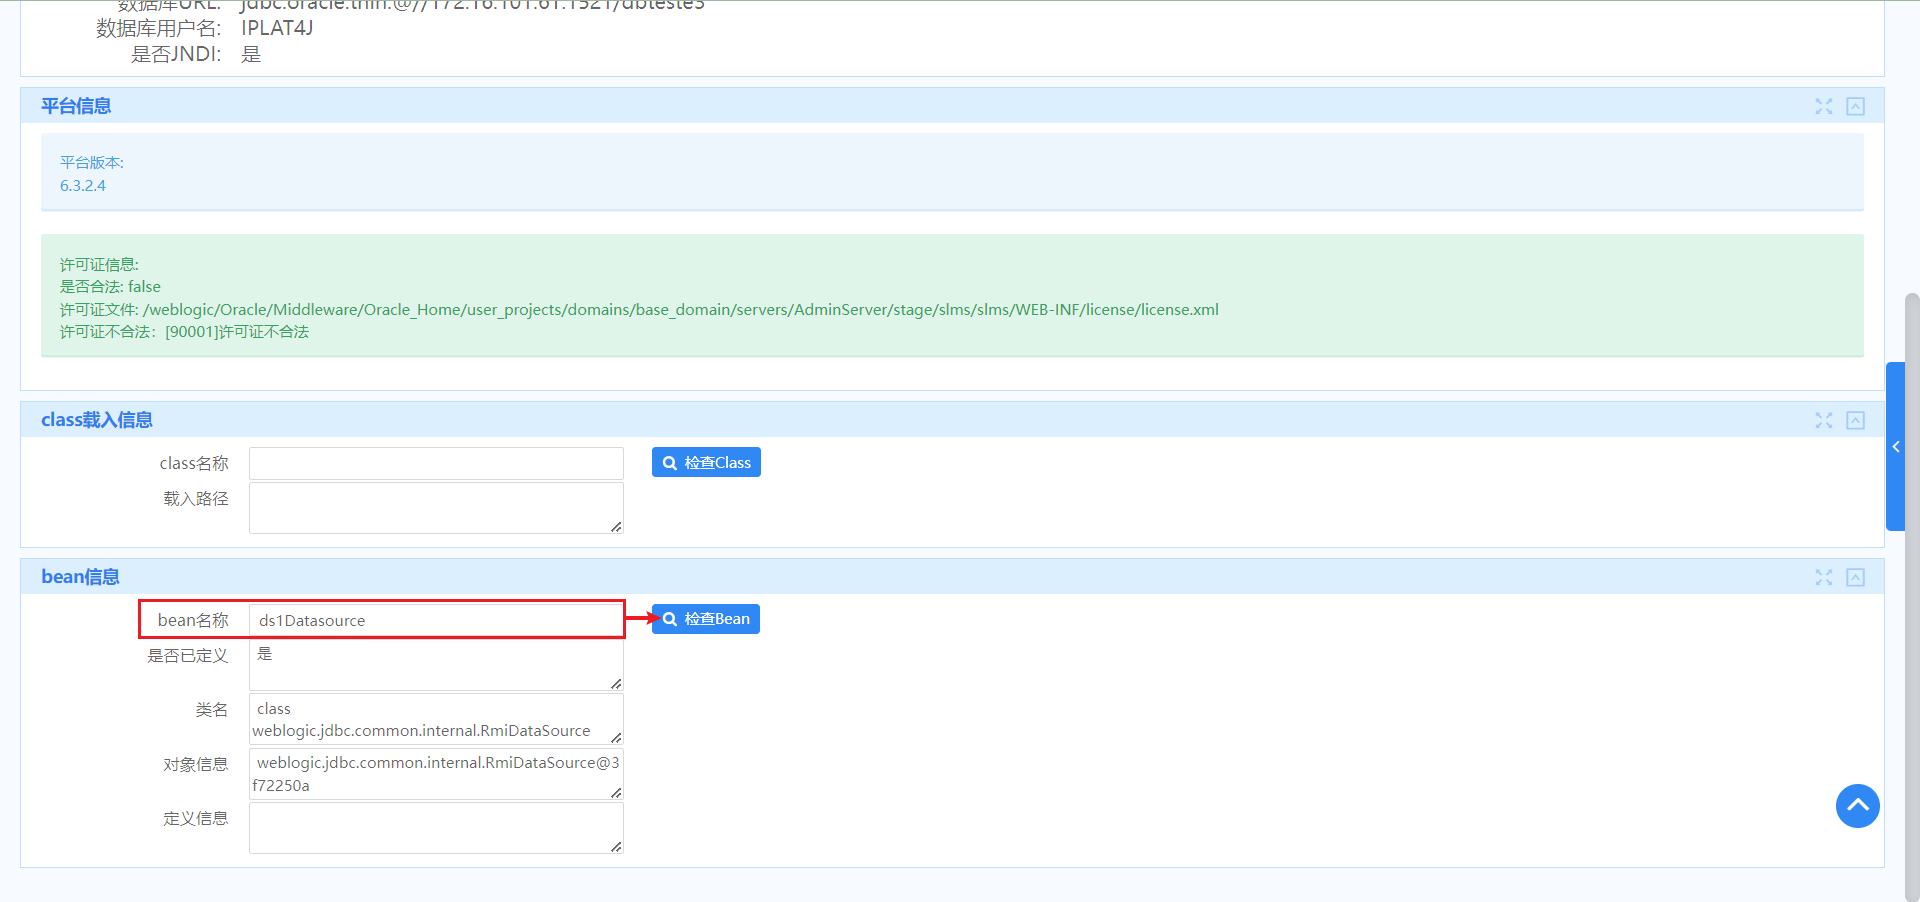 数据库URL: jdbc:oracle:thin:@//172.16.101.61:1521/dbteste3
数据库用户名: IPLAT4J
是否JNDI: 是
平台信息
平台版本:
6.3.2.4
许可证信息:
是否合法: false
许可证文件: /weblogic/Oracle/Middleware/Oracle_Home/user_projects/domains/base_domain/servers/AdminServer/stage/slms/slms/WEB-INF/license/license.xml
许可证不合法：[90001]许可证不合法
class载入信息
class名称 检查Class
载入路径
bean信息
bean名称 ds1Datasource 检查Bean
是否已定义 是
类名 class
weblogic.jdbc.common.internal.RmiDataSource
对象信息 weblogic.jdbc.common.internal.RmiDataSource@3
f72250a
定义信息